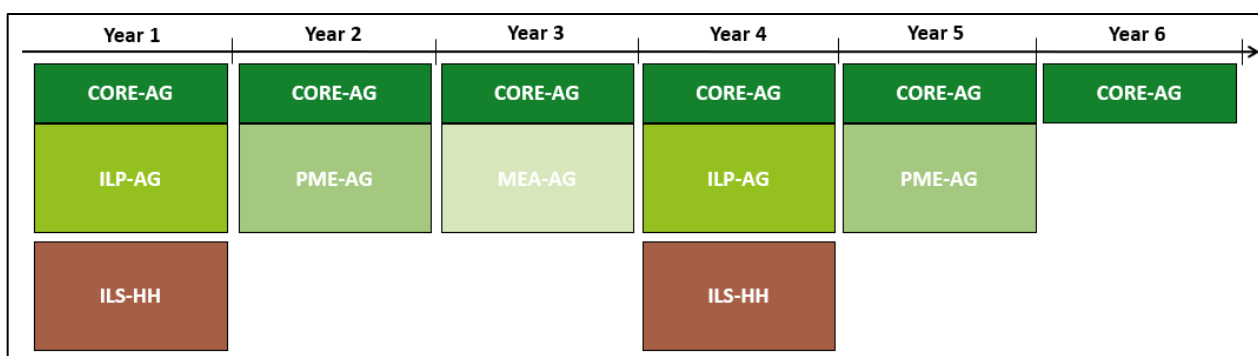 Year 1 Year 2 Year 3 Year 4 Year 5 Year 6
CORE-AG CORE-AG CORE-AG CORE-AG CORE-AG CORE-AG
ILP-AG PME-AG MEA-AG ILP-AG PME-AG
ILS-HH ILS-HH